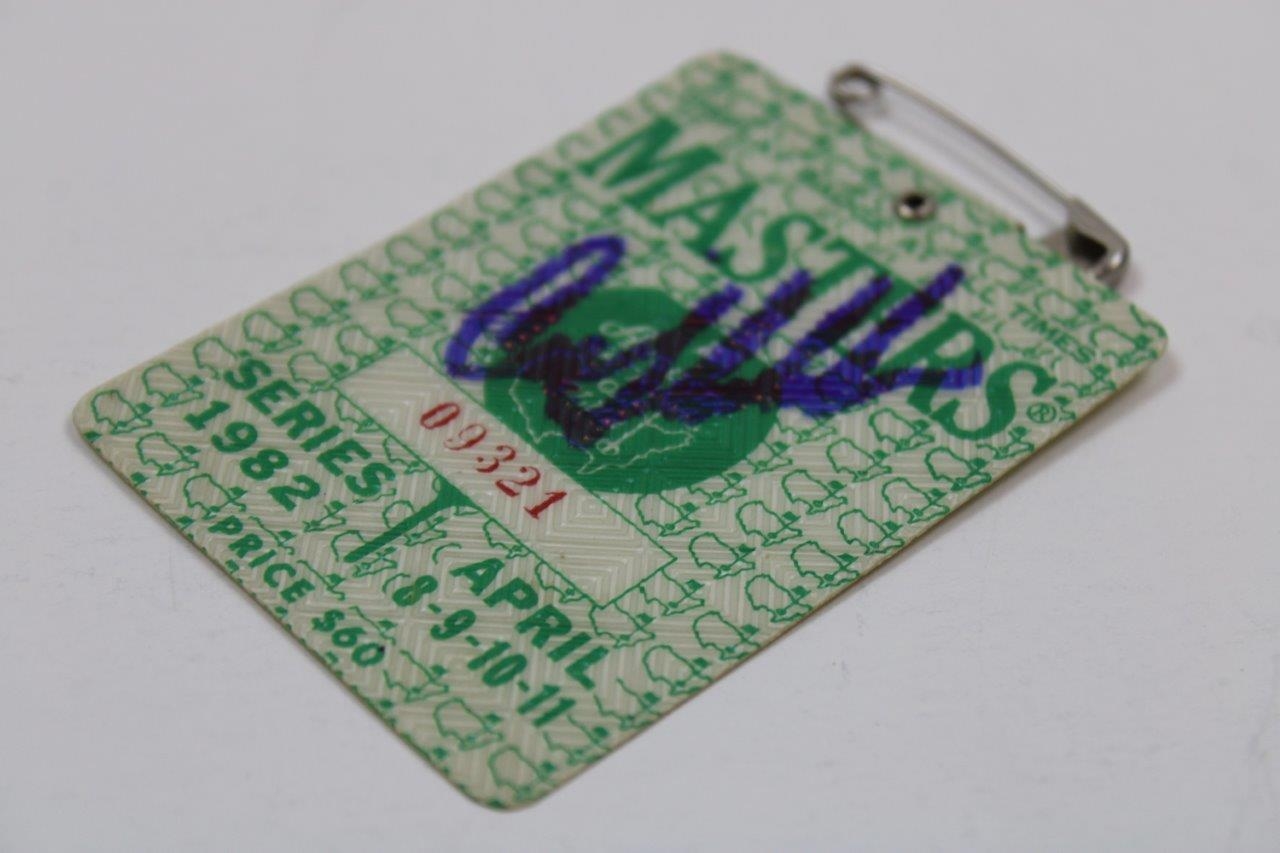 MASTERS®
TIMES
09321
SERIES
1982
APRIL
8-9-10-11
PRICE $60